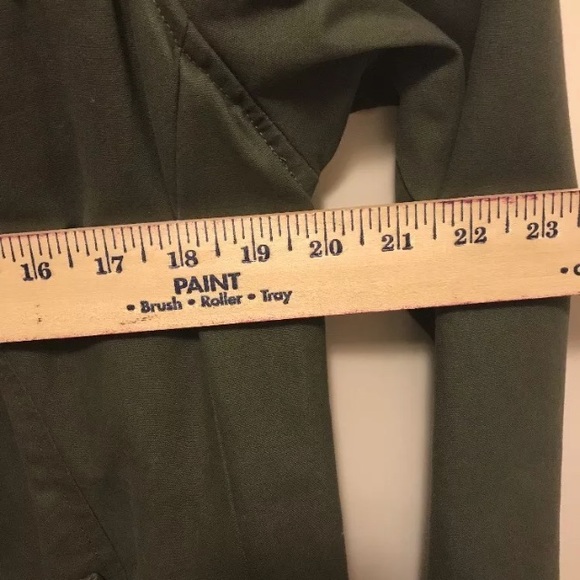 16 17 18 19 20 21 22 23
PAINT
• Brush • Roller • Tray